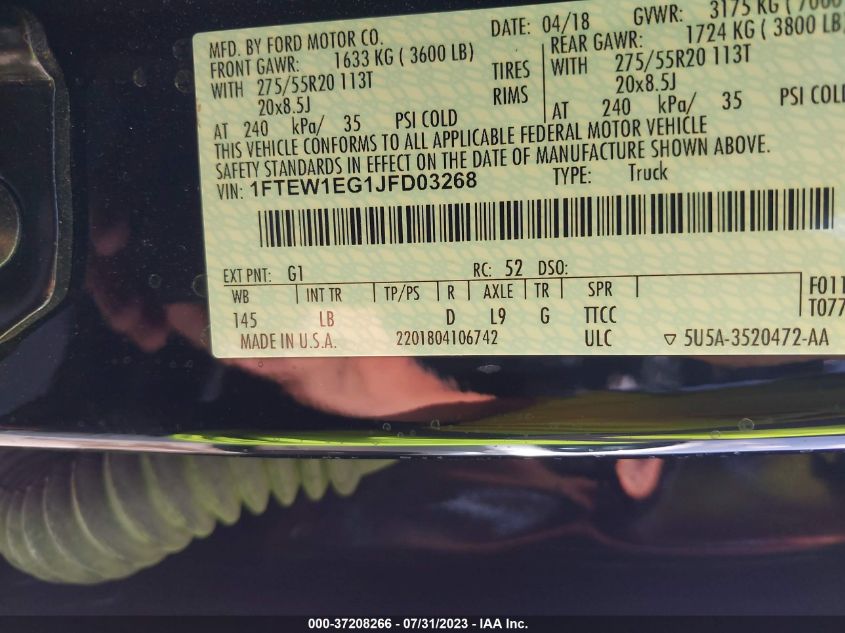 MFD. BY FORD MOTOR CO. DATE: 04/18 GVWR: 3175 KG ( 7000
FRONT GAWR: 1633 KG ( 3600 LB) REAR GAWR: 1724 KG ( 3800 LB)
WITH 275/55R20 113T TIRES WITH 275/55R20 113T
20x8.5J RIMS 20x8.5J
AT 240 kPa/ 35 PSI COLD AT 240 kPa/ 35 PSI COLD
THIS VEHICLE CONFORMS TO ALL APPLICABLE FEDERAL MOTOR VEHICLE
SAFETY STANDARDS IN EFFECT ON THE DATE OF MANUFACTURE SHOWN ABOVE.
VIN: 1FTEW1EG1JFD03268 TYPE: Truck
EXT PNT: G1 RC: 52 DSO:
WB INT TR TP/PS R AXLE TR SPR F011
145 LB D L9 G TTCC T077
MADE IN U.S.A. 2201804106742 ULC ▽ 5U5A-3520472-AA
000-37208266 - 07/31/2023 - IAA Inc.